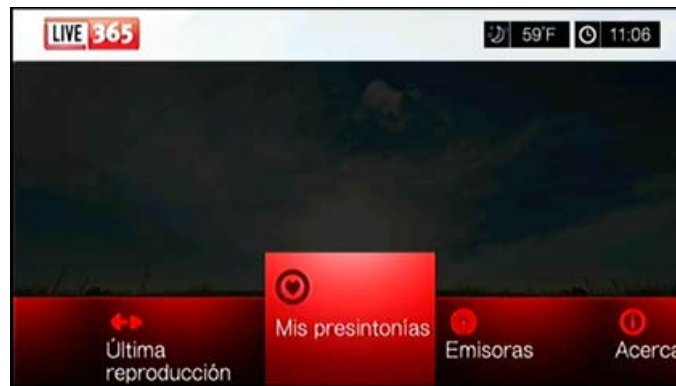 LIVE 365
59°F 11:06
Mis presintonías
Última
reproducción
Emisoras
Acerca